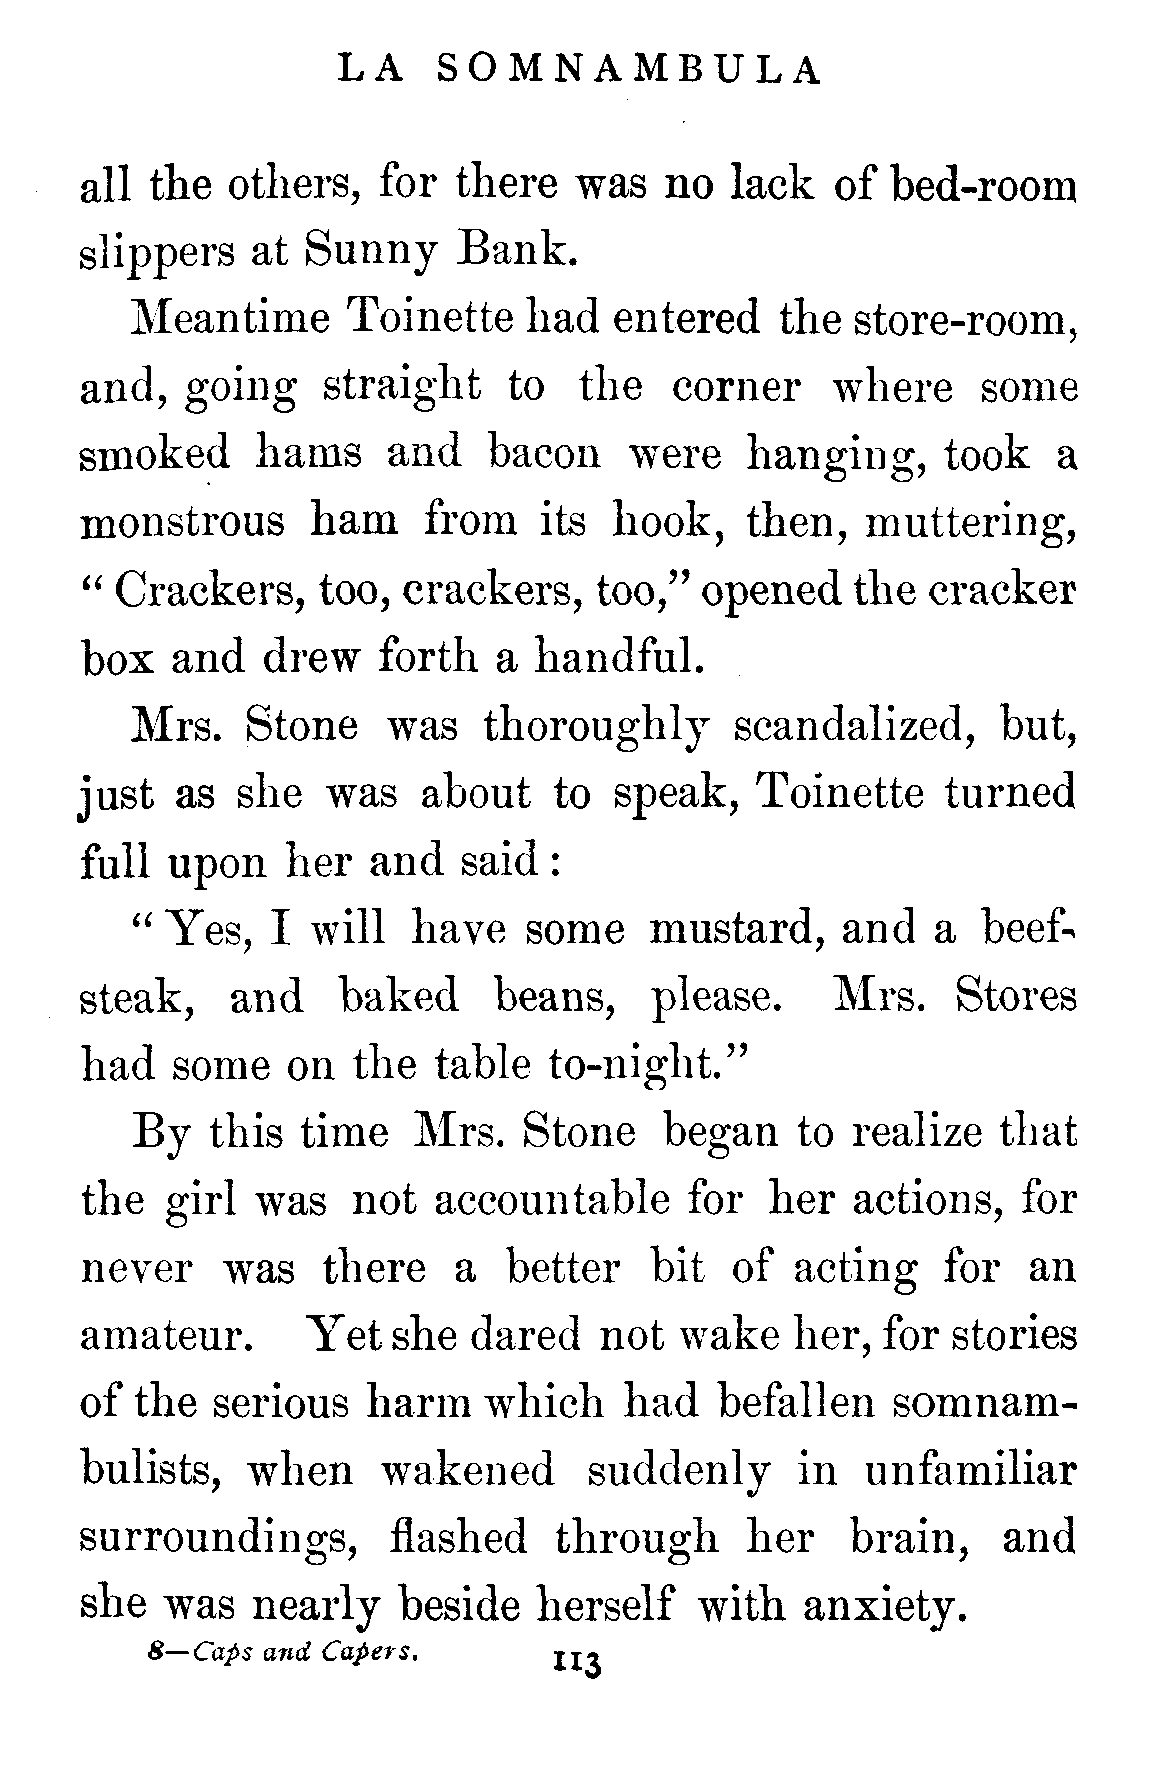 LA SOMNAMBULA
all the others, for there was no lack of bed-room
slippers at Sunny Bank.
Meantime Toinette had entered the store-room,
and, going straight to the corner where some
smoked hams and bacon were hanging, took a
monstrous ham from its hook, then, muttering,
“ Crackers, too, crackers, too,” opened the cracker
box and drew forth a handful.
Mrs. Stone was thoroughly scandalized, but,
just as she was about to speak, Toinette turned
full upon her and said :
“ Yes, I will have some mustard, and a beef-
steak, and baked beans, please. Mrs. Stores
had some on the table to-night.”
By this time Mrs. Stone began to realize that
the girl was not accountable for her actions, for
never was there a better bit of acting for an
amateur. Yet she dared not wake her, for stories
of the serious harm which had befallen somnam-
bulists, when wakened suddenly in unfamiliar
surroundings, flashed through her brain, and
she was nearly beside herself with anxiety.
8—Caps and Capers. 113